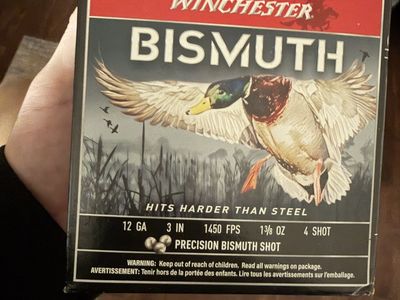 WINCHESTER
BISMUTH
HITS HARDER THAN STEEL
12 GA 3 IN 1450 FPS 1⅜ OZ 4 SHOT
PRECISION BISMUTH SHOT
WARNING: Keep out of reach of children. Read all warnings on package.
AVERTISSEMENT: Tenir hors de la portée des enfants. Lire tous les avertissements sur l'emballage.